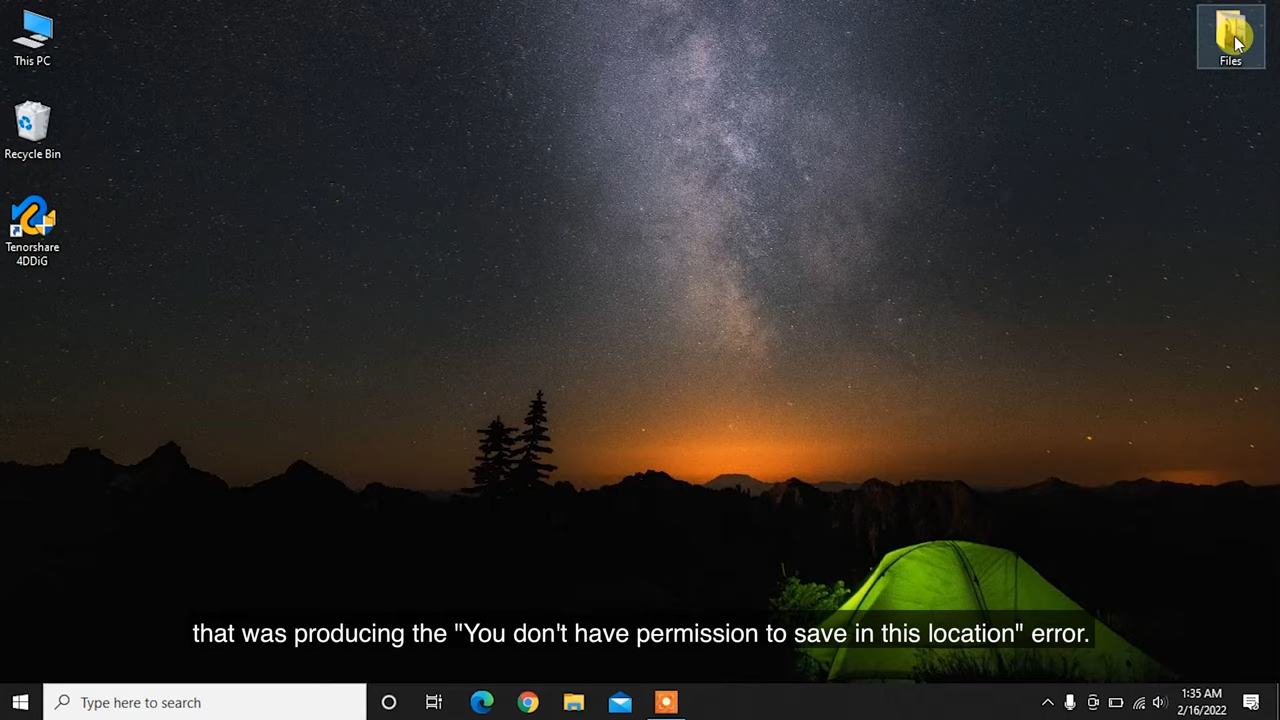 This PC
Files
Recycle Bin
Tenorshare
4DDiG
that was producing the "You don't have permission to save in this location" error.
Type here to search
1:35 AM
2/16/2022